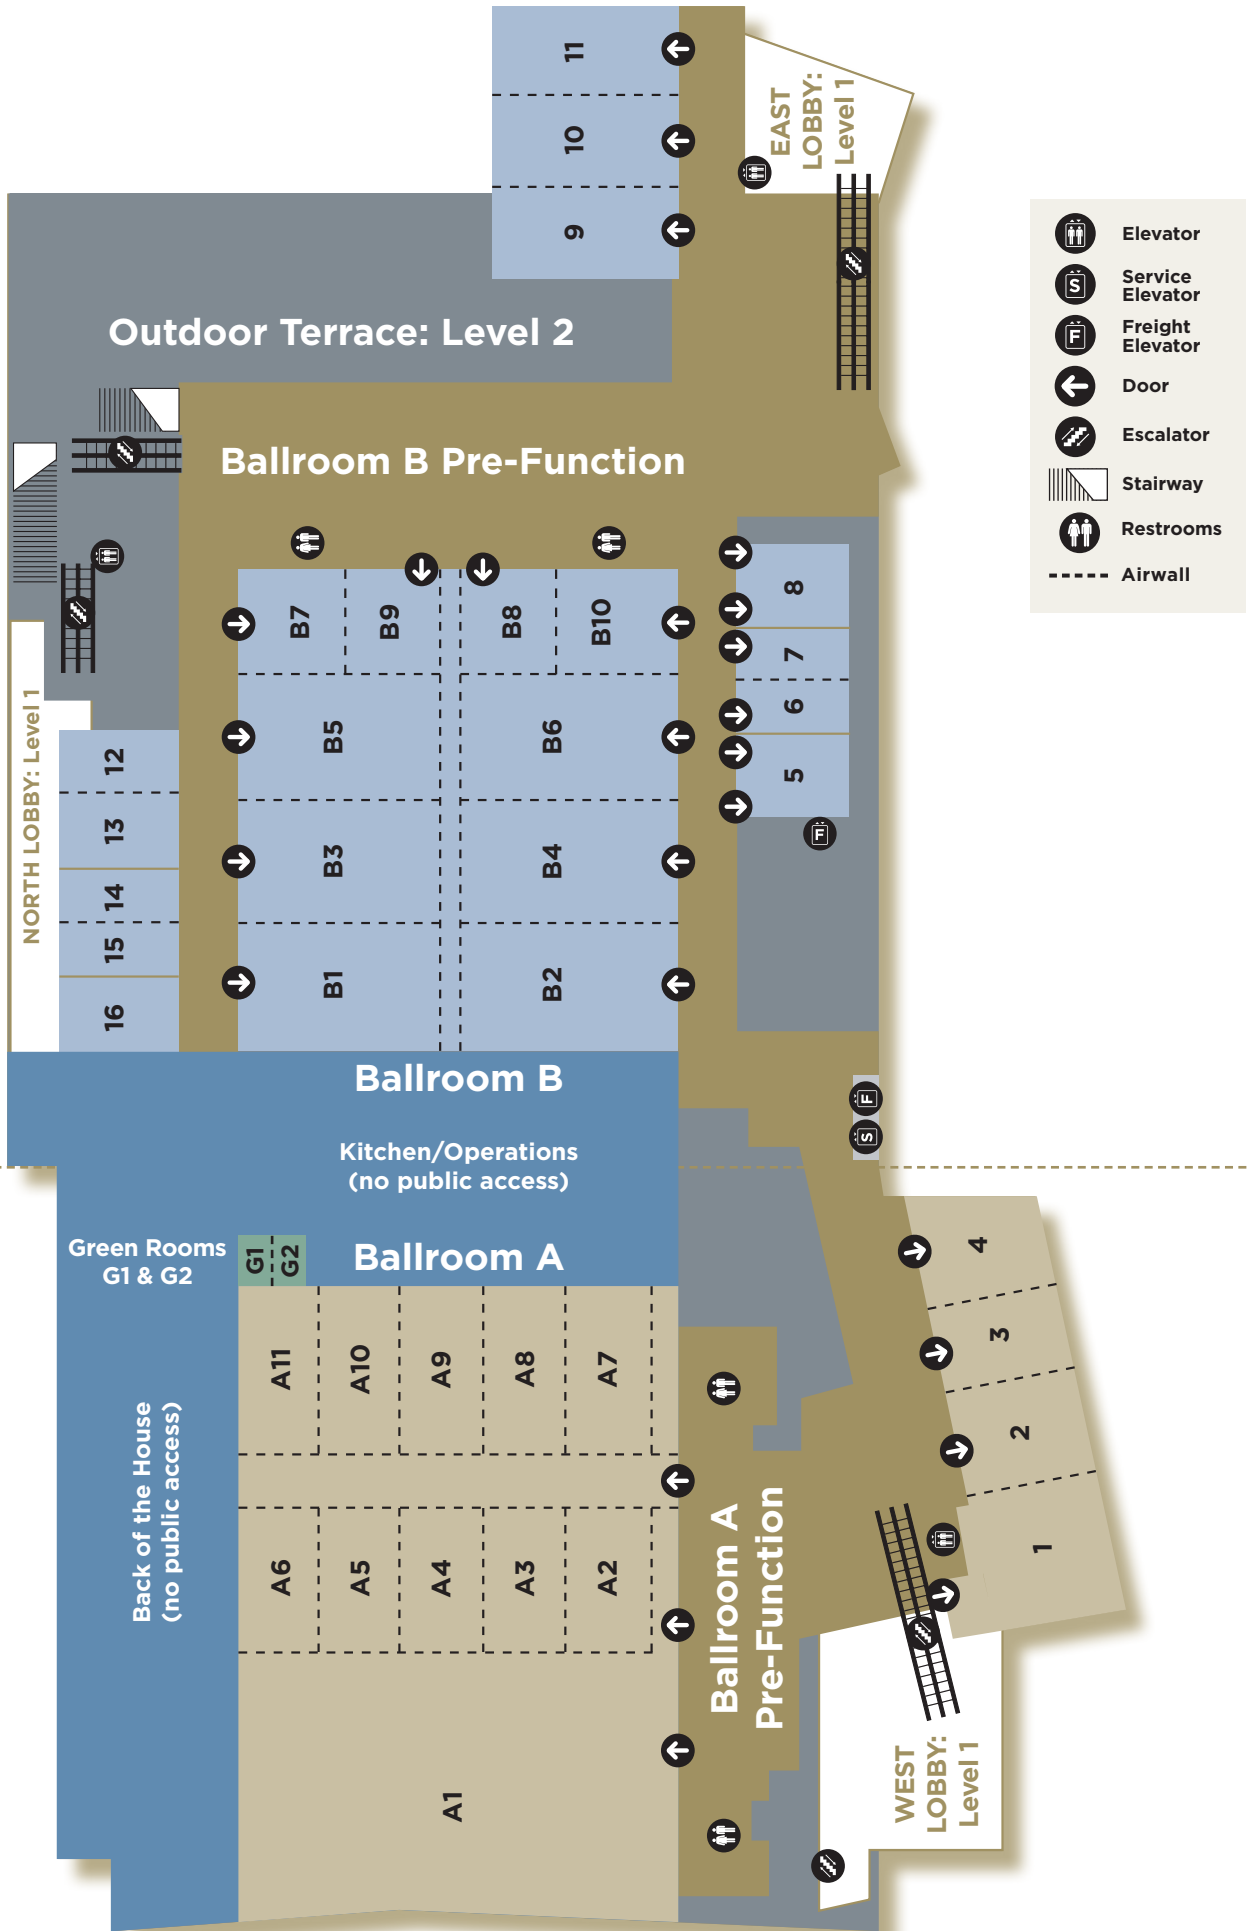 11
10
9
EAST
LOBBY:
Level 1
Elevator
Service
Elevator
Freight
Elevator
Door
Escalator
Stairway
Restrooms
Airwall
S
F
Outdoor Terrace: Level 2
Ballroom B Pre-Function
B7
B9
B8
B10
8
7
6
5
F
B5
B6
B3
B4
B1
B2
NORTH LOBBY: Level 1
12
13
14
15
16
Ballroom B
Kitchen/Operations
(no public access)
F
S
Green Rooms
G1 & G2
G1
G2
Ballroom A
4
3
2
1
A11
A10
A9
A8
A7
Back of the House
(no public access)
A6
A5
A4
A3
A2
Ballroom A
Pre-Function
A1
WEST
LOBBY:
Level 1